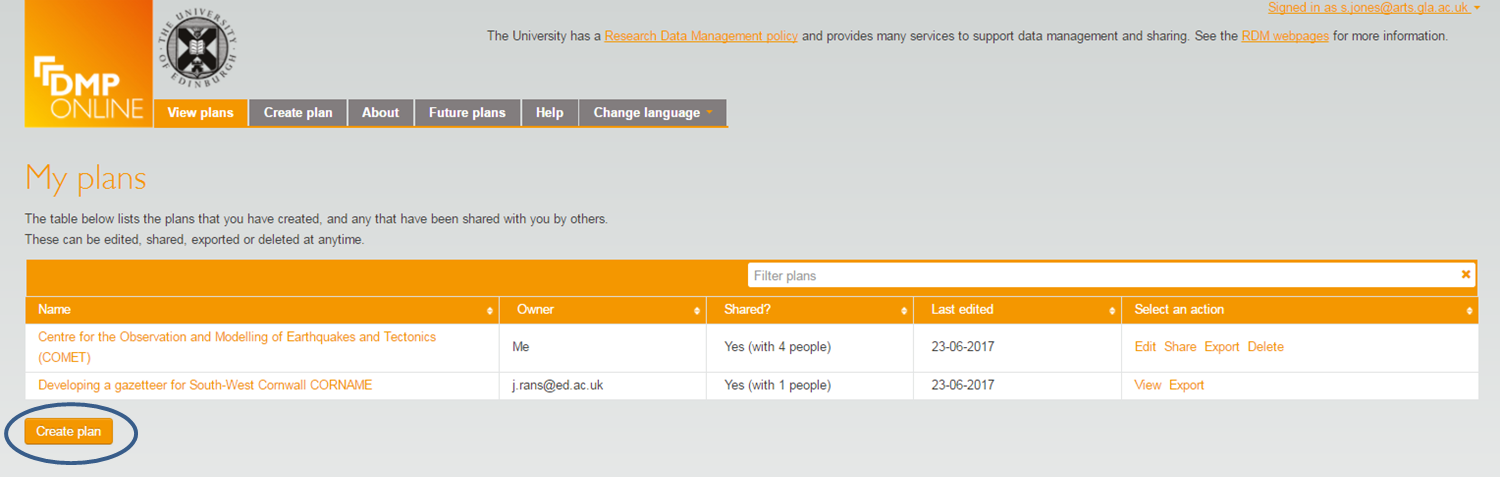 Signed in as s.jones@arts.gla.ac.uk
DMP
ONLINE
THE UNIVERSITY OF EDINBURGH
The University has a Research Data Management policy and provides many services to support data management and sharing. See the RDM webpages for more information.
View plans Create plan About Future plans Help Change language
My plans
The table below lists the plans that you have created, and any that have been shared with you by others.
These can be edited, shared, exported or deleted at anytime.
Filter plans
Name Owner Shared? Last edited Select an action
Centre for the Observation and Modelling of Earthquakes and Tectonics
(COMET) Me Yes (with 4 people) 23-06-2017 Edit Share Export Delete
Developing a gazetteer for South-West Cornwall CORNAME j.rans@ed.ac.uk Yes (with 1 people) 23-06-2017 View Export
Create plan